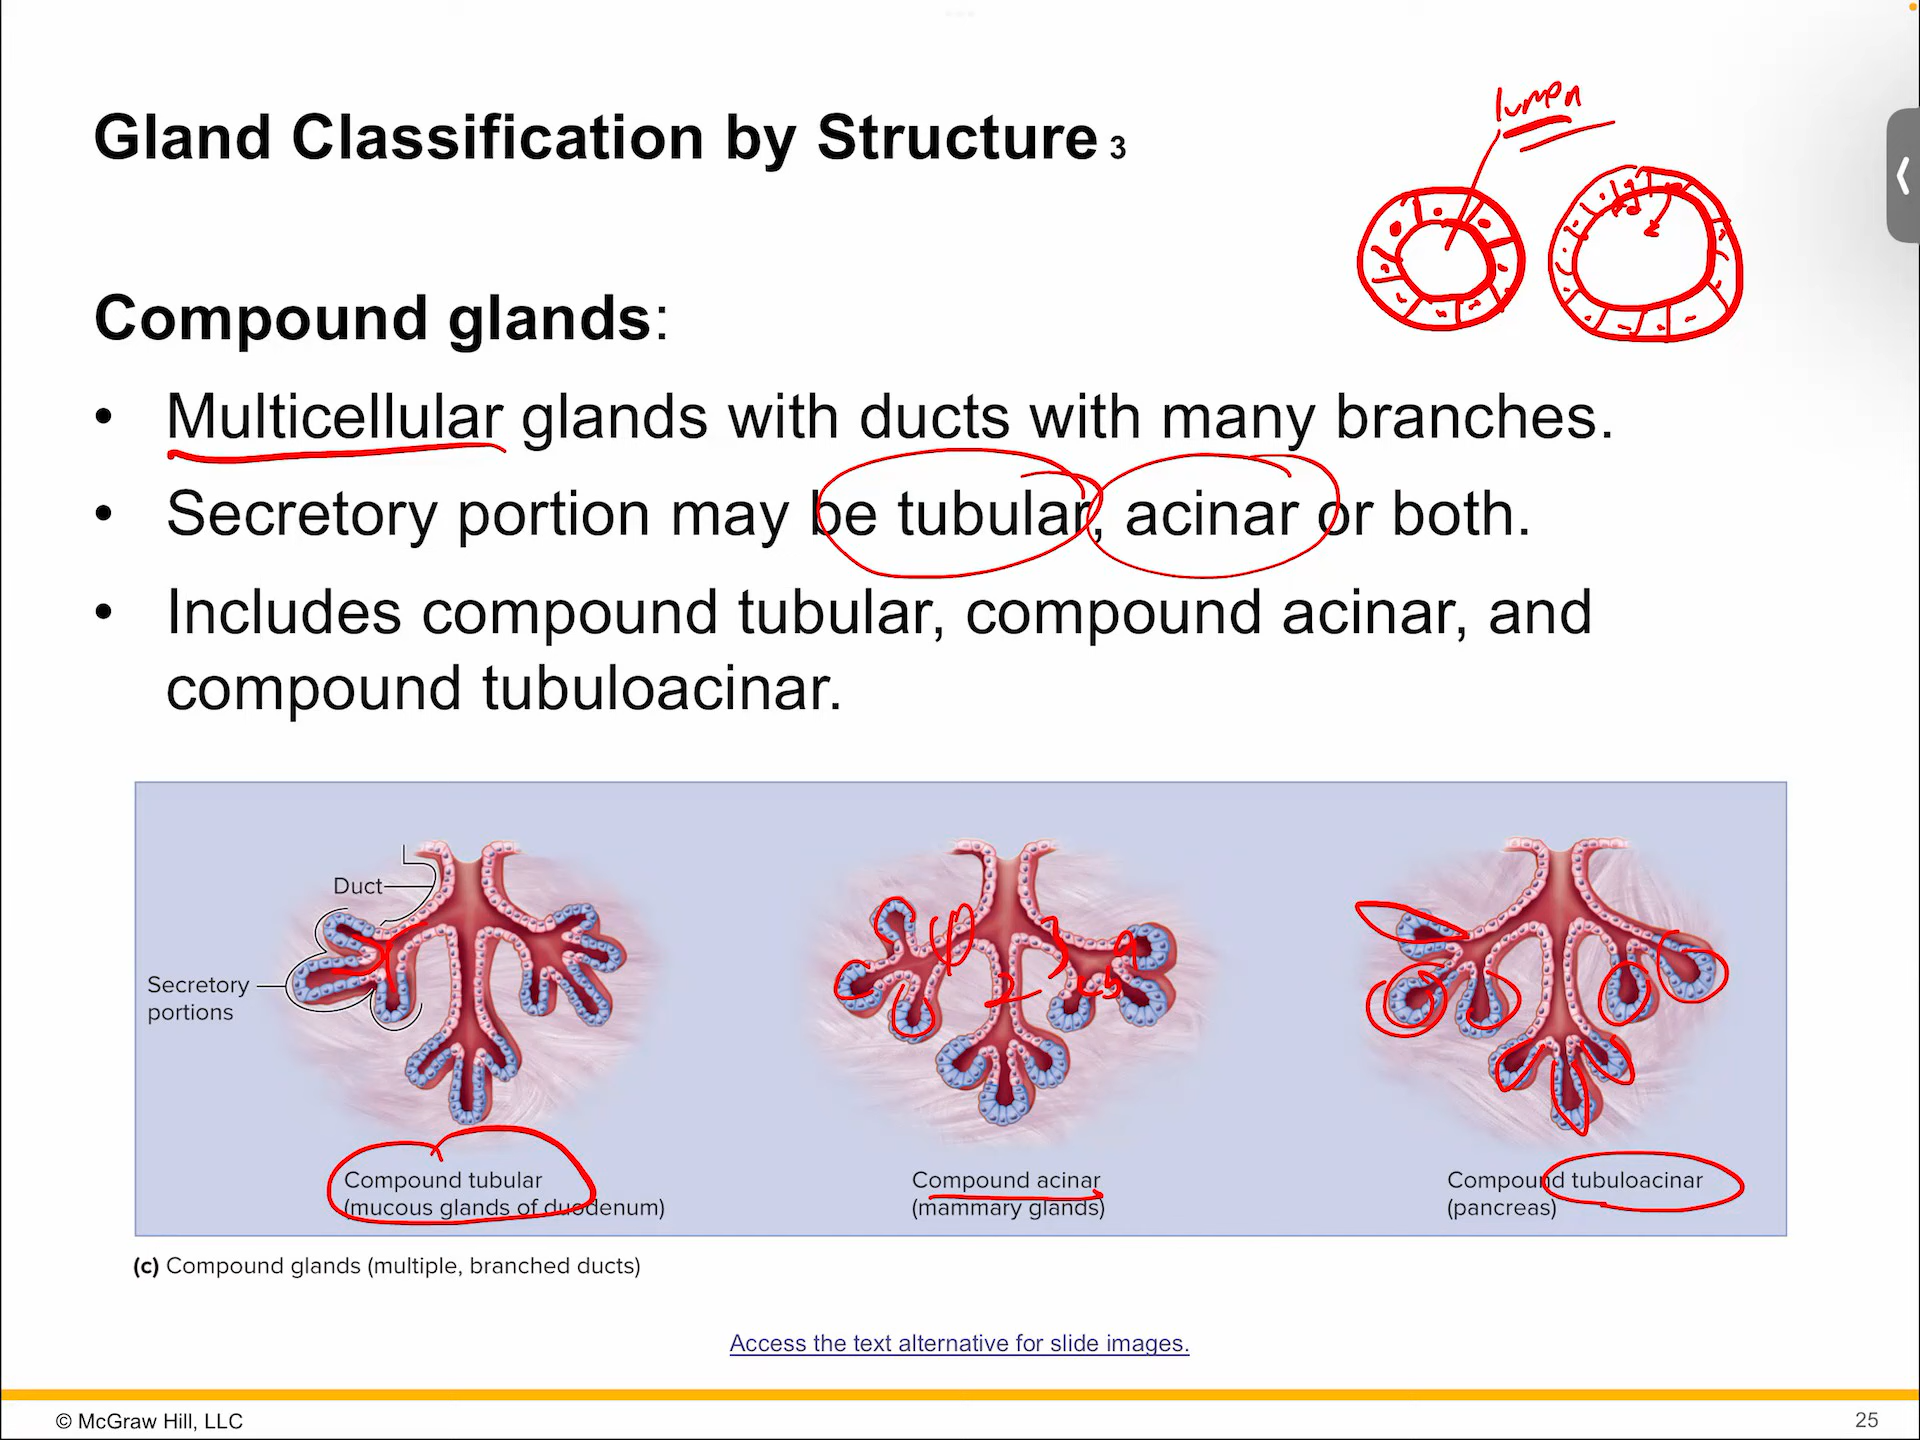 lumen
Gland Classification by Structure 3
Compound glands:
• Multicellular glands with ducts with many branches.
• Secretory portion may be tubular, acinar or both.
• Includes compound tubular, compound acinar, and
compound tubuloacinar.
Duct
Secretory
portions
1
2
3
Compound tubular
(mucous glands of duodenum)
Compound acinar
(mammary glands)
Compound tubuloacinar
(pancreas)
(c) Compound glands (multiple, branched ducts)
Access the text alternative for slide images.
© McGraw Hill, LLC
25